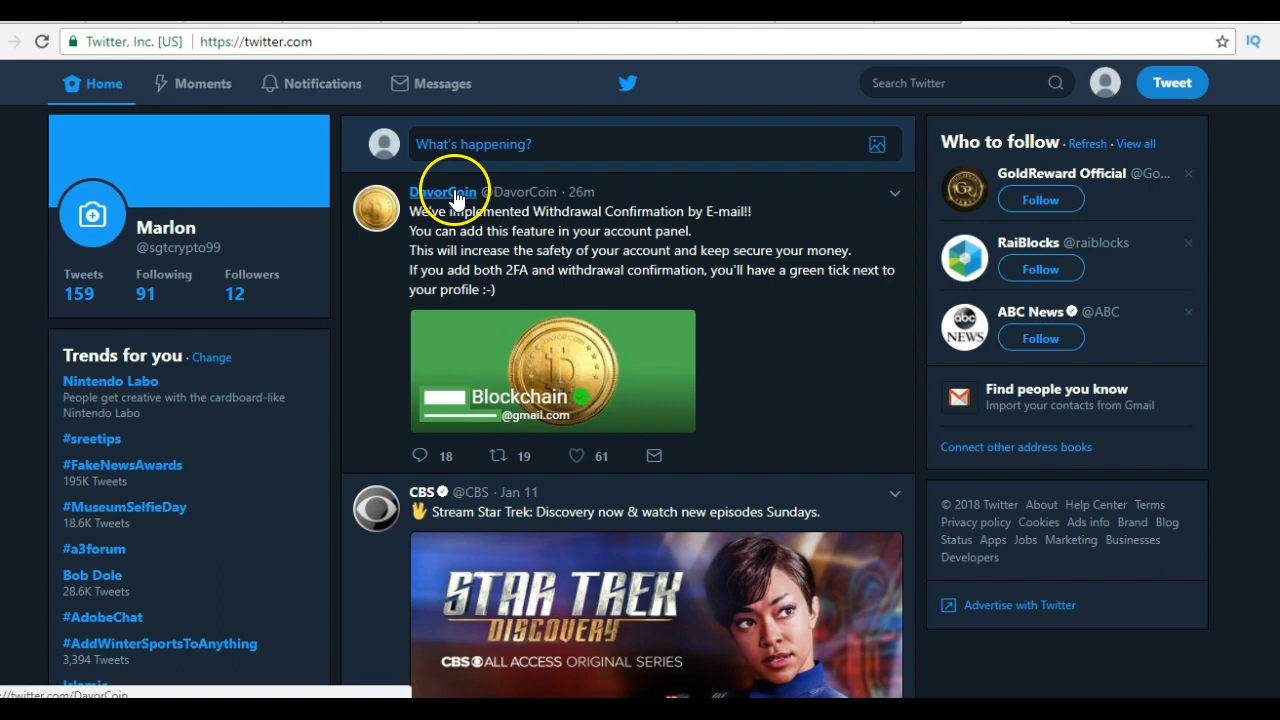 Twitter, Inc. [US] https://twitter.com
IQ
Home
Moments
Notifications
Messages
Search Twitter
Tweet
Marlon
@sgtcrypto99
Tweets Following Followers
159 91 12
Trends for you · Change
Nintendo Labo
People get creative with the cardboard-like
Nintendo Labo
#sreetips
#FakeNewsAwards
195K Tweets
#MuseumSelfieDay
18.6K Tweets
#a3forum
Bob Dole
28.6K Tweets
#AdobeChat
#AddWinterSportsToAnything
3,394 Tweets
://twitter.com/DavorCoin
What's happening?
DavorCoin @DavorCoin · 26m
We've implemented Withdrawal Confirmation by E-mail!!
You can add this feature in your account panel.
This will increase the safety of your account and keep secure your money.
If you add both 2FA and withdrawal confirmation, you'll have a green tick next to
your profile :-)
DAVOR COIN
Blockchain
@gmail.com
18 19 61
CBS @CBS · Jan 11
🖖 Stream Star Trek: Discovery now & watch new episodes Sundays.
STAR TREK
DISCOVERY
CBS ALL ACCESS ORIGINAL SERIES
Who to follow · Refresh · View all
GoldReward Official @Go...
Follow
RaiBlocks @raiblocks
Follow
ABC News @ABC
abc
NEWS
Follow
Find people you know
Import your contacts from Gmail
Connect other address books
© 2018 Twitter About Help Center Terms
Privacy policy Cookies Ads info Brand Blog
Status Apps Jobs Marketing Businesses
Developers
Advertise with Twitter